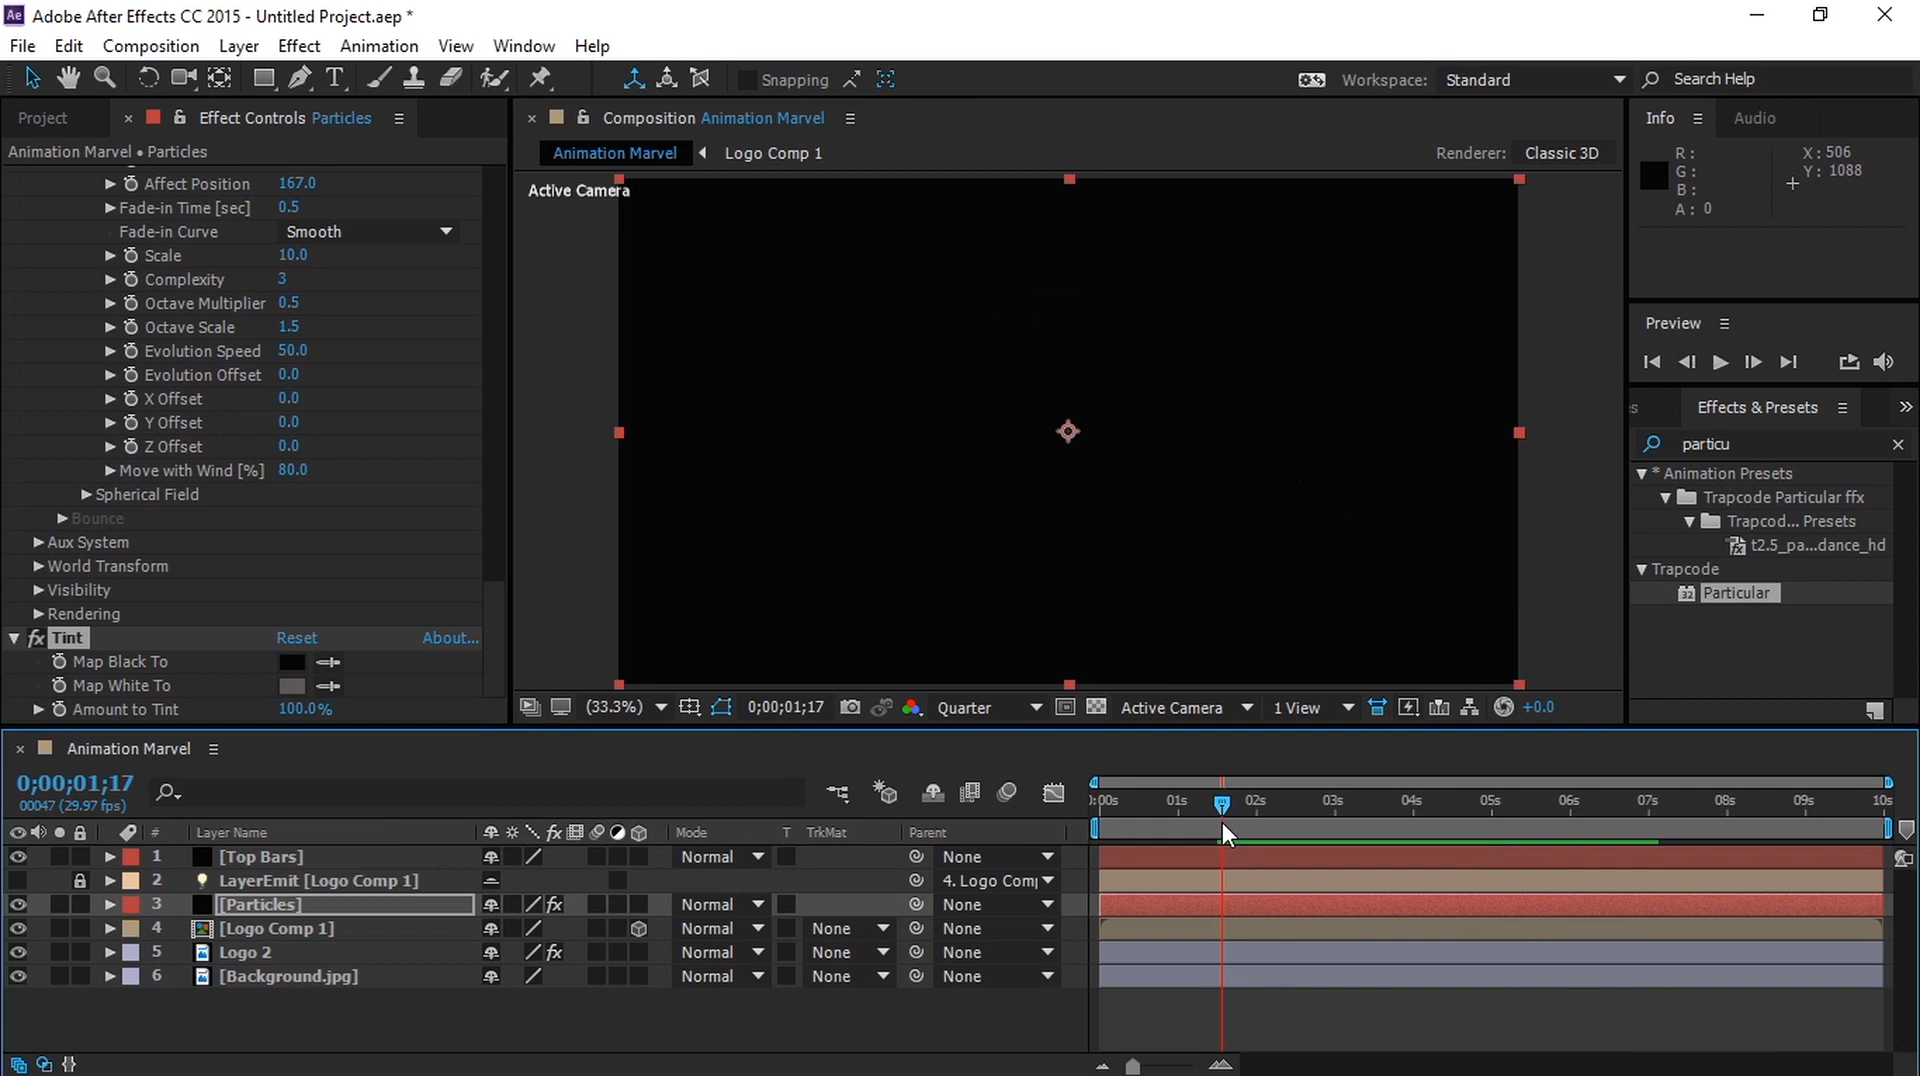 Adobe After Effects CC 2015 - Untitled Project.aep *
File Edit Composition Layer Effect Animation View Window Help
Snapping Workspace: Standard Search Help
Project Effect Controls Particles
Animation Marvel • Particles
Affect Position 167.0
Fade-in Time [sec] 0.5
Fade-in Curve Smooth
Scale 10.0
Complexity 3
Octave Multiplier 0.5
Octave Scale 1.5
Evolution Speed 50.0
Evolution Offset 0.0
X Offset 0.0
Y Offset 0.0
Z Offset 0.0
Move with Wind [%] 80.0
Spherical Field
Bounce
Aux System
World Transform
Visibility
Rendering
fx Tint Reset About...
Map Black To
Map White To
Amount to Tint 100.0%
Composition Animation Marvel
Animation Marvel Logo Comp 1 Renderer: Classic 3D
Active Camera
(33.3%) 0;00;01;17 Quarter Active Camera 1 View +0.0
Info Audio
R: X: 506
G: Y: 1088
B:
A: 0
Preview
s Effects & Presets
particu
* Animation Presets
Trapcode Particular ffx
Trapcod... Presets
t2.5_pa...dance_hd
Trapcode
Particular
Animation Marvel
0;00;01;17
00047 (29.97 fps)
):00s 01s 02s 03s 04s 05s 06s 07s 08s 09s 10s
# Layer Name fx Mode T TrkMat Parent
1 [Top Bars] Normal None
2 LayerEmit [Logo Comp 1] 4. Logo Com
3 [Particles] fx Normal None
4 [Logo Comp 1] Normal None None
5 Logo 2 fx Normal None None
6 [Background.jpg] Normal None None